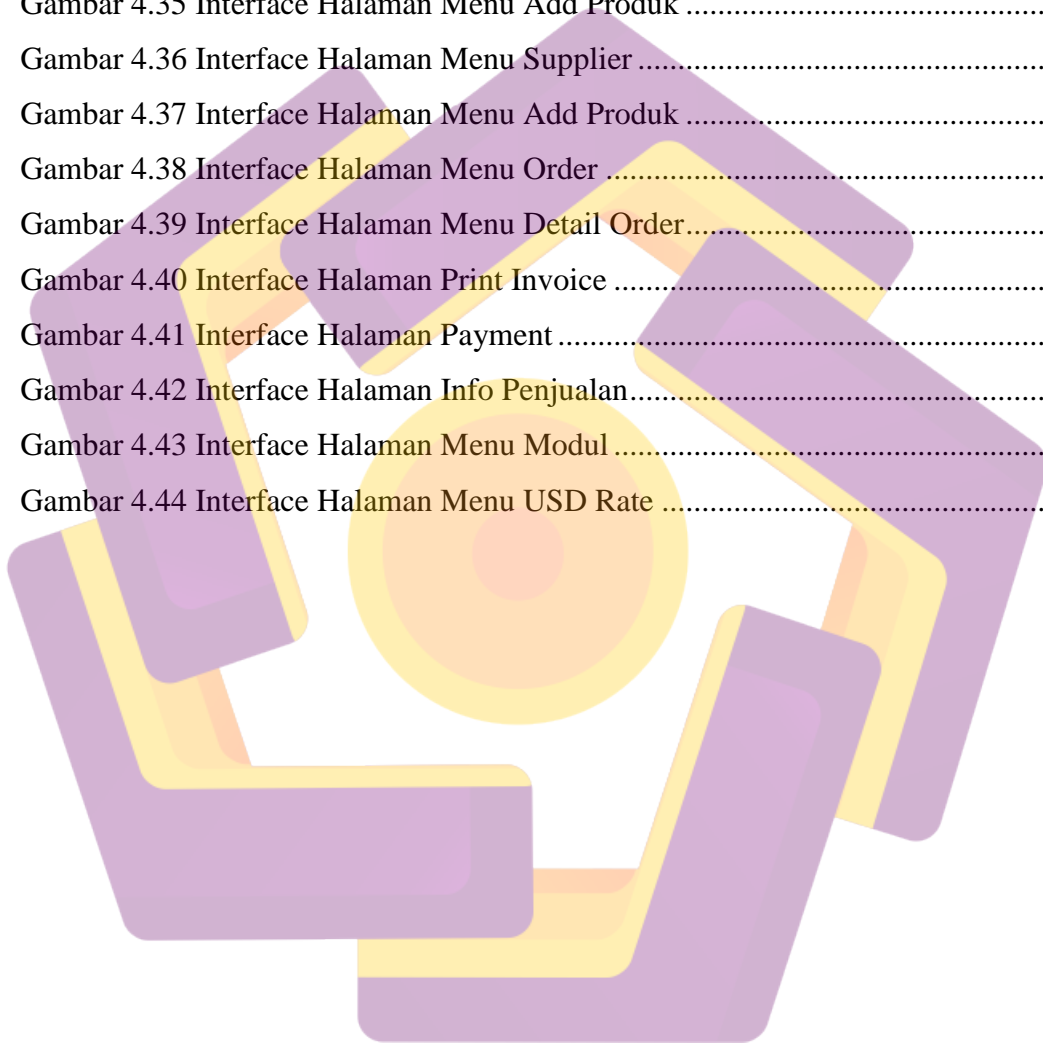 Gambar 4.35 Interface Halaman Menu Add Produk ............................................
Gambar 4.36 Interface Halaman Menu Supplier ..................................................
Gambar 4.37 Interface Halaman Menu Add Produk ............................................
Gambar 4.38 Interface Halaman Menu Order ......................................................
Gambar 4.39 Interface Halaman Menu Detail Order............................................
Gambar 4.40 Interface Halaman Print Invoice .....................................................
Gambar 4.41 Interface Halaman Payment ............................................................
Gambar 4.42 Interface Halaman Info Penjualan...................................................
Gambar 4.43 Interface Halaman Menu Modul .....................................................
Gambar 4.44 Interface Halaman Menu USD Rate ...............................................